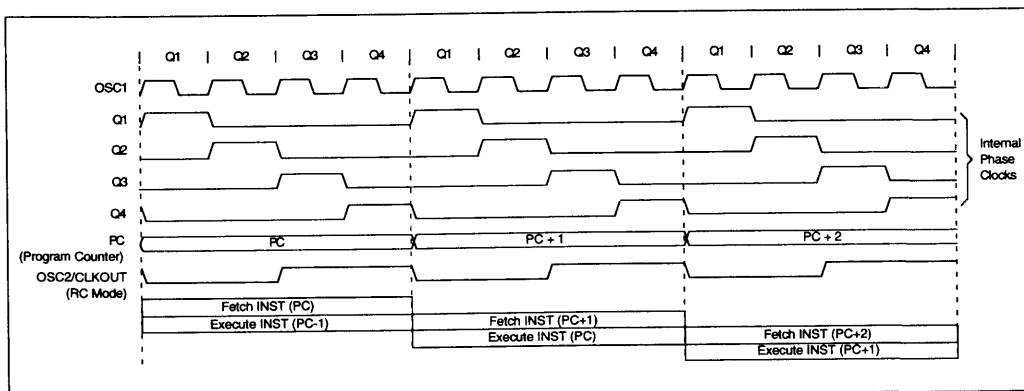 Q1 | Q2 | Q3 | Q4 | Q1 | Q2 | Q3 | Q4 | Q1 | Q2 | Q3 | Q4
OSC1
Q1
Q2
Q3
Q4
Internal
Phase
Clocks
PC
(Program Counter)
PC PC + 1 PC + 2
OSC2/CLKOUT
(RC Mode)
Fetch INST (PC)
Execute INST (PC-1)
Fetch INST (PC+1)
Execute INST (PC)
Fetch INST (PC+2)
Execute INST (PC+1)